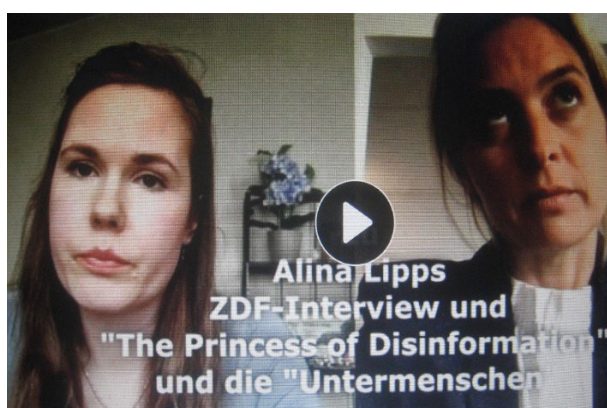 Alina Lipps
ZDF-Interview und
"The Princess of Disinformation"
und die "Untermenschen